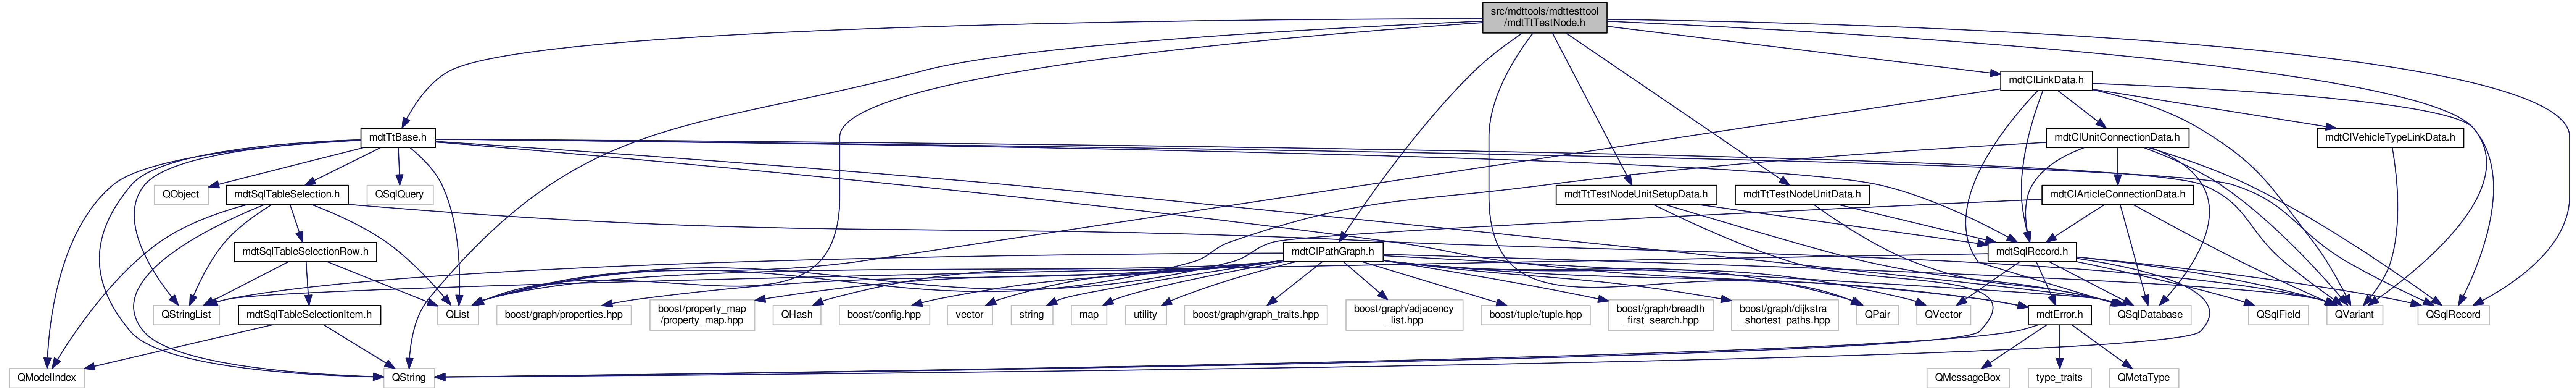 src/mdttools/mdttesttool
/mdtTtTestNode.h
mdtClLinkData.h
mdtTtBase.h
mdtClUnitConnectionData.h
mdtClVehicleTypeLinkData.h
QObject
mdtSqlTableSelection.h
QSqlQuery
mdtTtTestNodeUnitSetupData.h
mdtTtTestNodeUnitData.h
mdtClArticleConnectionData.h
mdtSqlTableSelectionRow.h
mdtClPathGraph.h
mdtSqlRecord.h
QStringList
mdtSqlTableSelectionItem.h
QList
boost/graph/properties.hpp
boost/property_map
/property_map.hpp
QHash
boost/config.hpp
vector
string
map
utility
boost/graph/graph_traits.hpp
boost/graph/adjacency
_list.hpp
boost/tuple/tuple.hpp
boost/graph/breadth
_first_search.hpp
boost/graph/dijkstra
_shortest_paths.hpp
QPair
QVector
mdtError.h
QSqlDatabase
QSqlField
QVariant
QSqlRecord
QModelIndex
QString
QMessageBox
type_traits
QMetaType